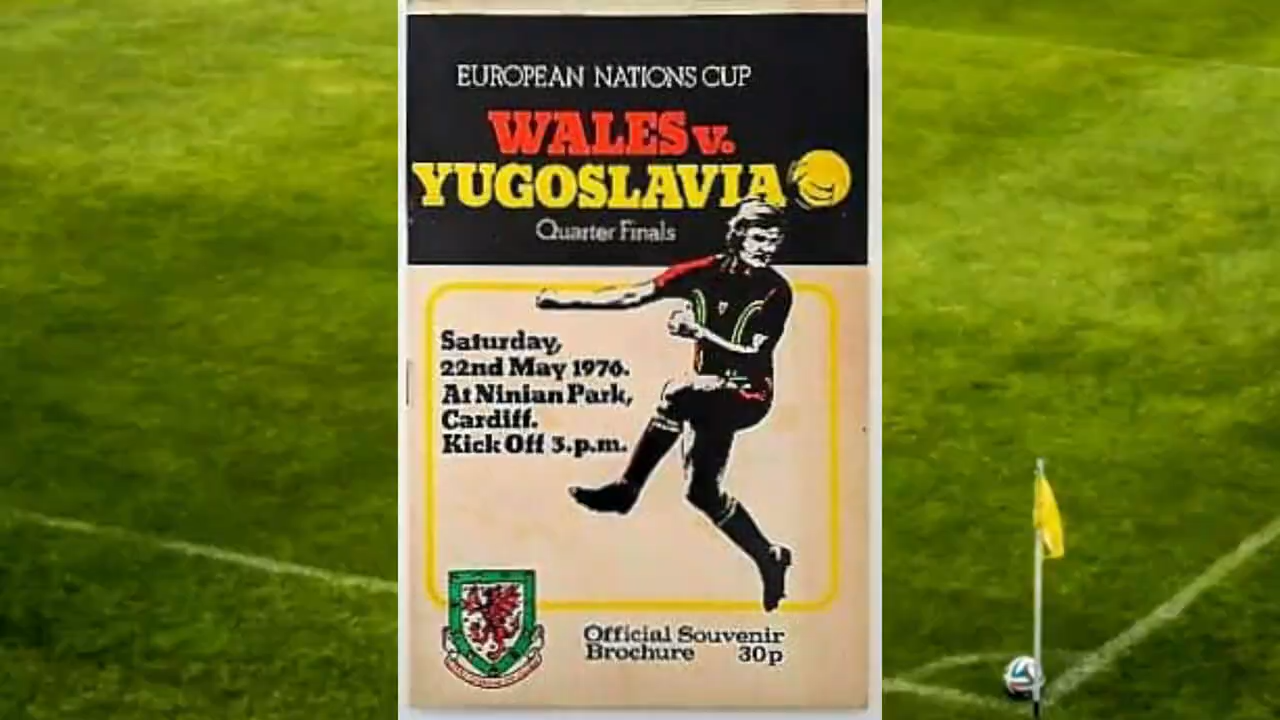 EUROPEAN NATIONS CUP
WALES v.
YUGOSLAVIA
Quarter Finals
Saturday,
22nd May 1976.
At Ninian Park,
Cardiff.
Kick Off 3.p.m.
Official Souvenir
Brochure 30p